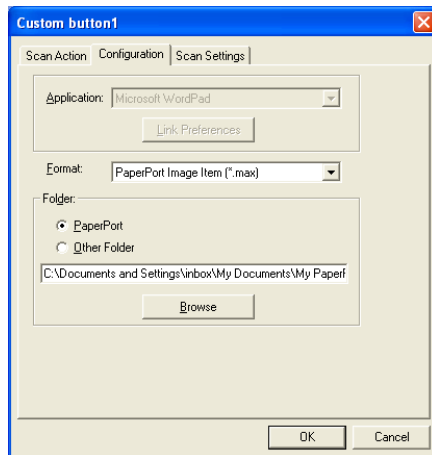 Custom button1
Scan Action Configuration Scan Settings
Application: Microsoft WordPad
Link Preferences
Format: PaperPort Image Item (*.max)
Folder:
PaperPort
Other Folder
C:\Documents and Settings\inbox\My Documents\My PaperF
Browse
OK Cancel